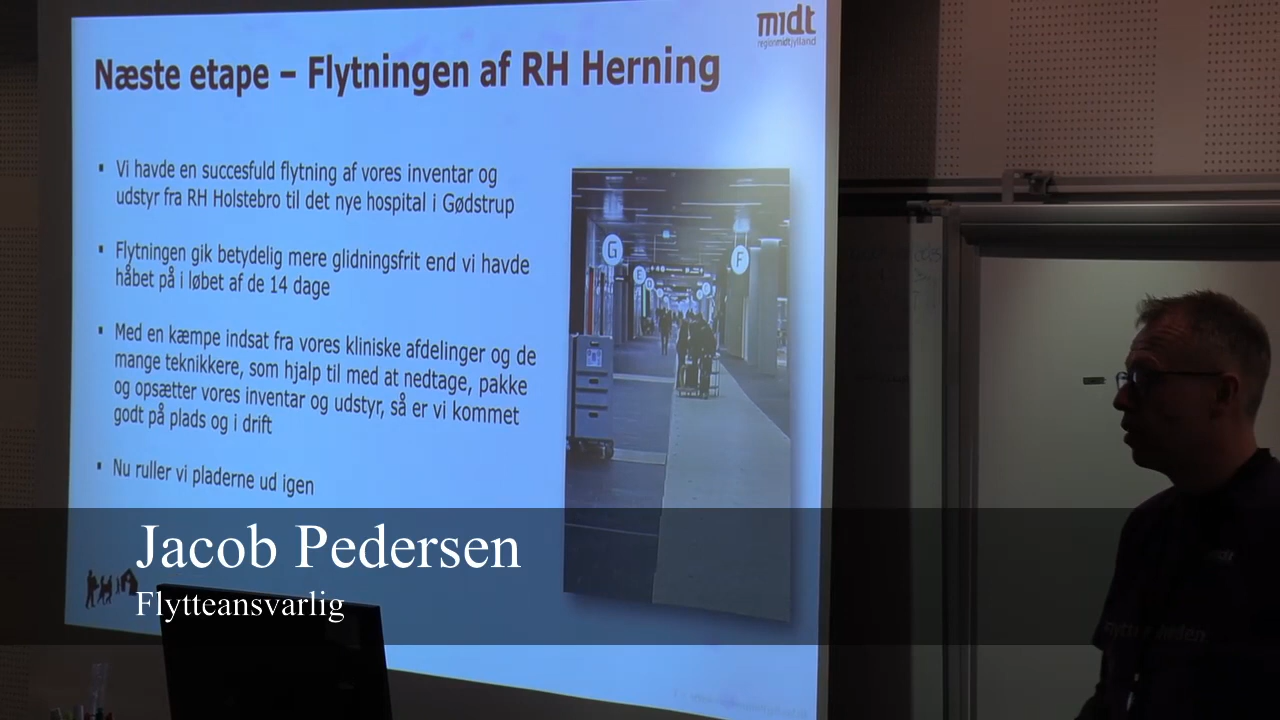 midt
regionmidtjylland
Næste etape – Flytningen af RH Herning
▪ Vi havde en succesfuld flytning af vores inventar og
udstyr fra RH Holstebro til det nye hospital i Gødstrup
▪ Flytningen gik betydelig mere glidningsfrit end vi havde
håbet på i løbet af de 14 dage
▪ Med en kæmpe indsat fra vores kliniske afdelinger og de
mange teknikkere, som hjalp til med at nedtage, pakke
og opsætter vores inventar og udstyr, så er vi kommet
godt på plads og i drift
▪ Nu ruller vi pladerne ud igen
G
E
F
Jacob Pedersen
Flytteansvarlig